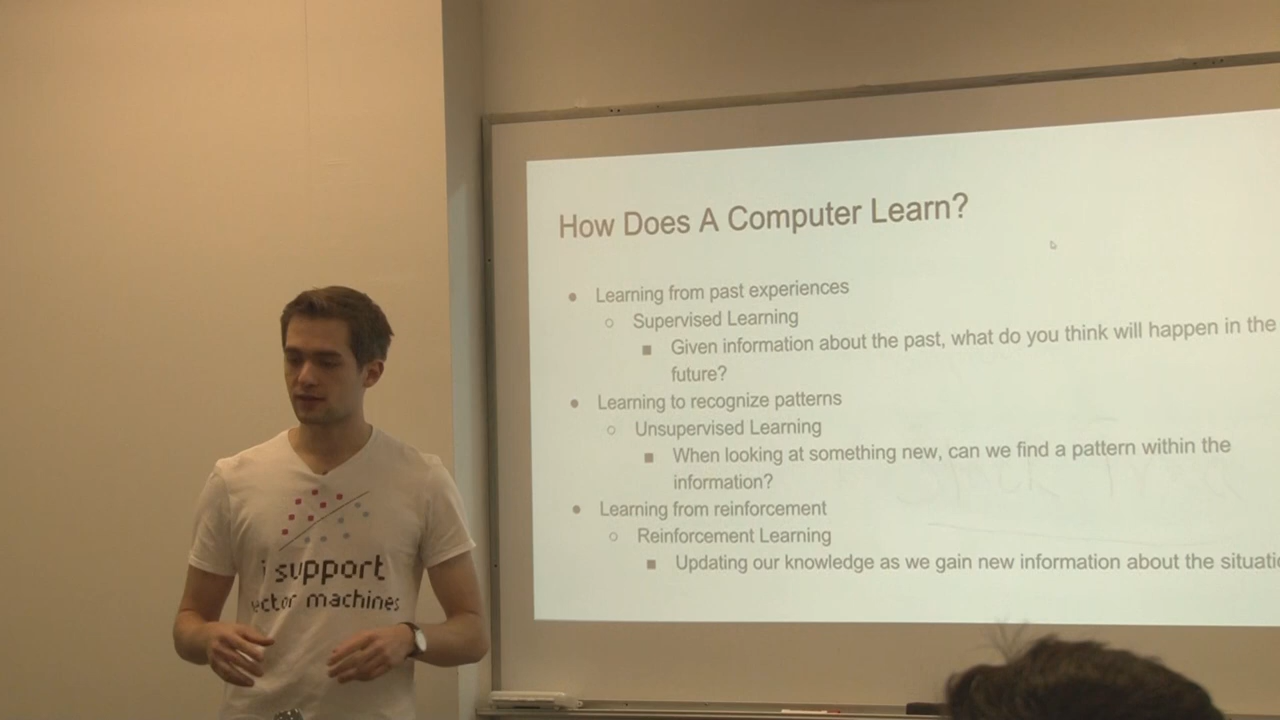 How Does A Computer Learn?
Learning from past experiences
Supervised Learning
Given information about the past, what do you think will happen in the
future?
Learning to recognize patterns
Unsupervised Learning
When looking at something new, can we find a pattern within the
information?
Learning from reinforcement
Reinforcement Learning
Updating our knowledge as we gain new information about the
i support
machines